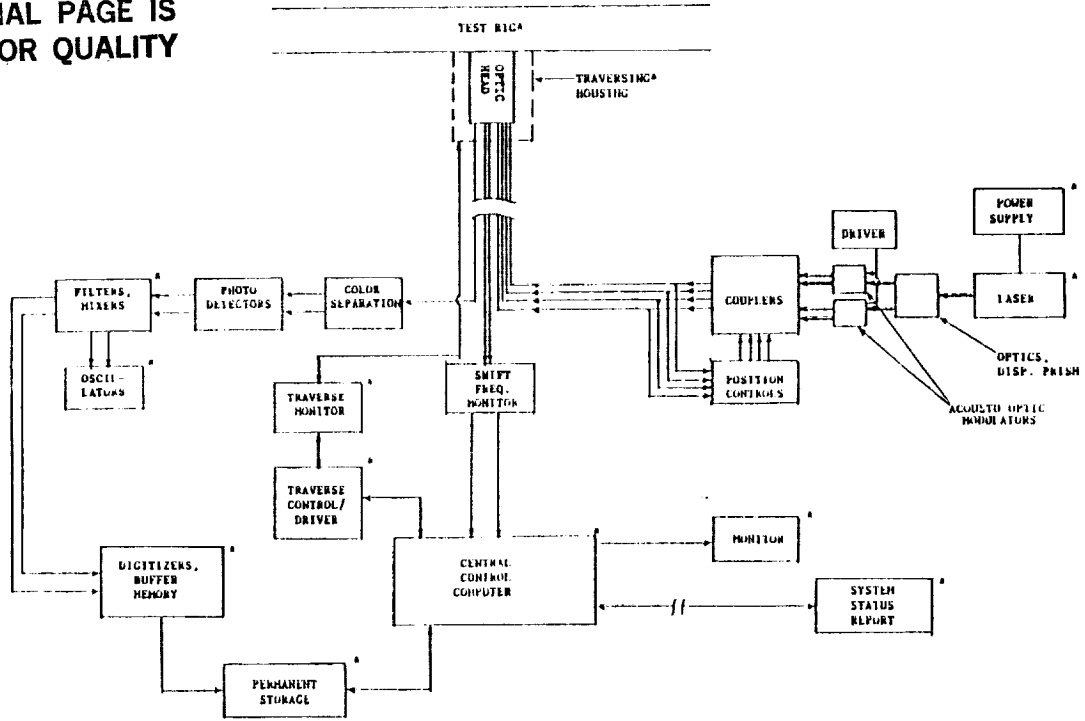 NAL PAGE IS
OR QUALITY
TEST RIG*
OPTIC
HEAD
TRAVERSING*
HOUSING
POWER
SUPPLY
*
DRIVER
LASER
*
COUPLERS
OPTICS,
DISP. PRISM
ACOUSTO OPTIC
MODULATORS
POSITION
CONTROLS
FILTERS,
MIXERS
*
PHOTO
DETECTORS
COLOR
SEPARATION
OSCIL-
LATORS
*
TRAVERSE
MONITOR
*
SHIFT
FREQ.
MONITOR
TRAVERSE
CONTROL/
DRIVER
*
DIGITIZERS,
BUFFER
MEMORY
*
CENTRAL
CONTROL
COMPUTER
*
MONITOR
*
SYSTEM
STATUS
REPORT
*
PERMANENT
STORAGE
*